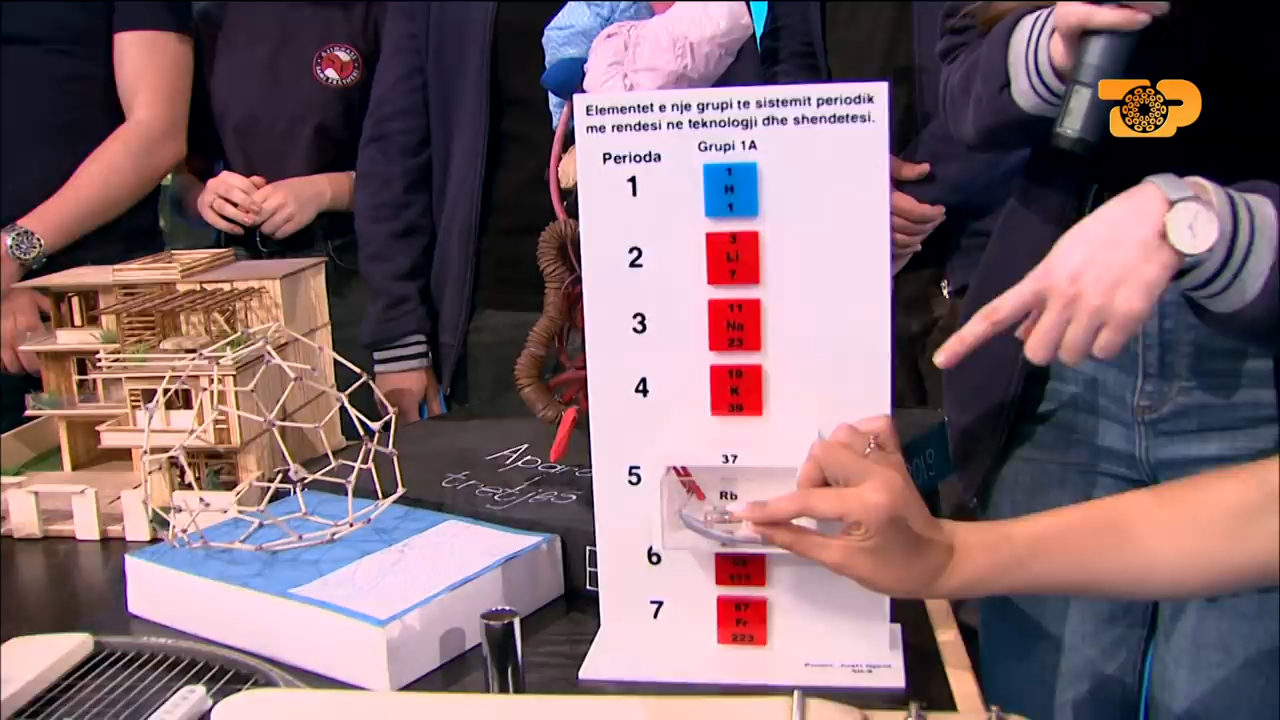 Elementet e nje grupi te sistemit periodik
me rendesi ne teknologji dhe shendetesi.
Perioda
Grupi 1A
1
1
H
1
2
3
Li
7
3
11
Na
23
4
19
K
39
5
37
Rb
6
7
87
Fr
223
tretjes